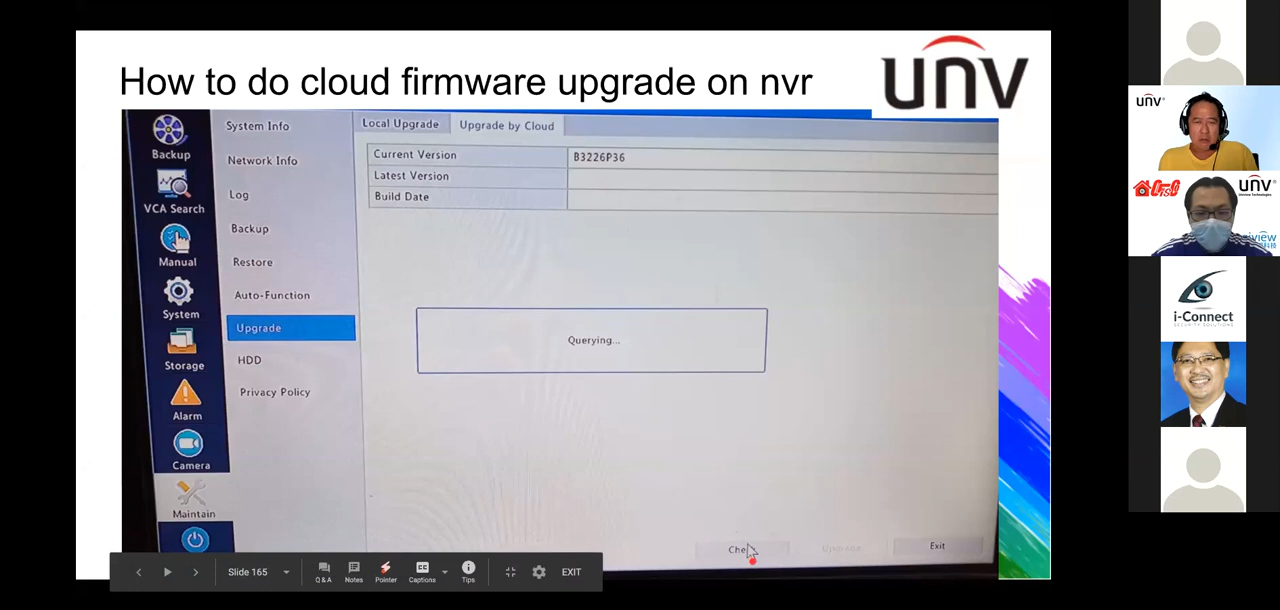 How to do cloud firmware upgrade on nvr
unv
Backup
VCA Search
Manual
System
Storage
Alarm
Camera
Maintain
System Info
Network Info
Log
Backup
Restore
Auto-Function
Upgrade
HDD
Privacy Policy
Local Upgrade
Upgrade by Cloud
Current Version
B3226P36
Latest Version
Build Date
Querying...
Che
Upgrade
Exit
Slide 165
Q & A
Notes
Pointer
Captions
Tips
EXIT
unv
unv
i-Connect
SECURITY SOLUTIONS